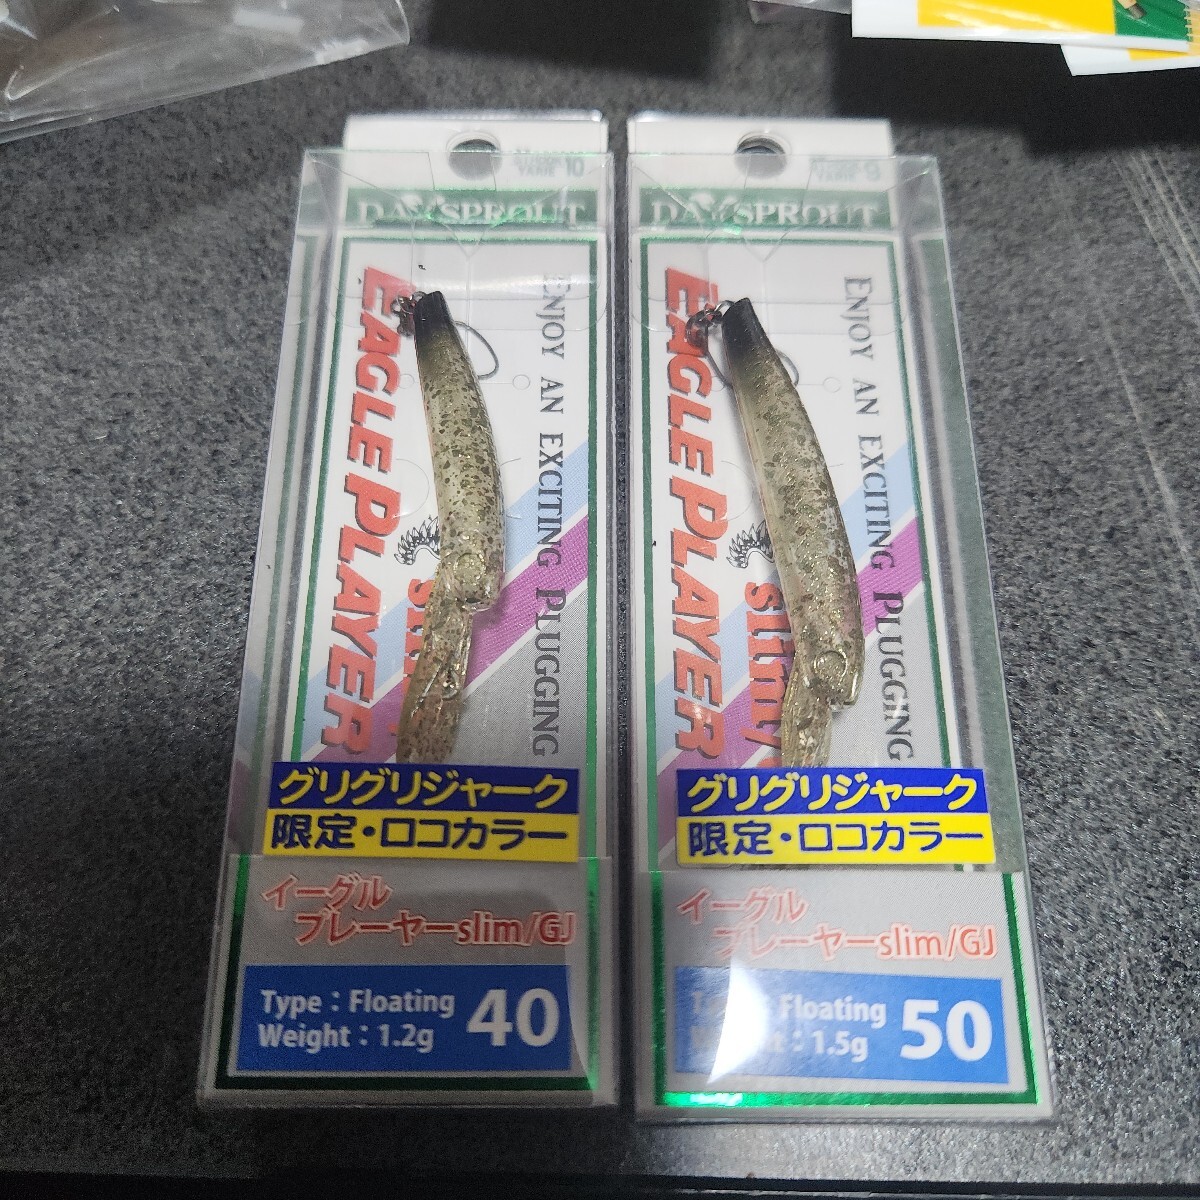 DAYSPROUT
ENJOY AN EXCITING PLUGGING
EAGLE PLAYER
グリグリジャーク
限定・ロコカラー
イーグル
プレーヤーslim/GJ
Type : Floating
Weight : 1.2g
40
DAYSPROUT
ENJOY AN EXCITING PLUGGING
EAGLE PLAYER
slim/
グリグリジャーク
限定・ロコカラー
イーグル
プレーヤーslim/GJ
Floating
: 1.5g
50